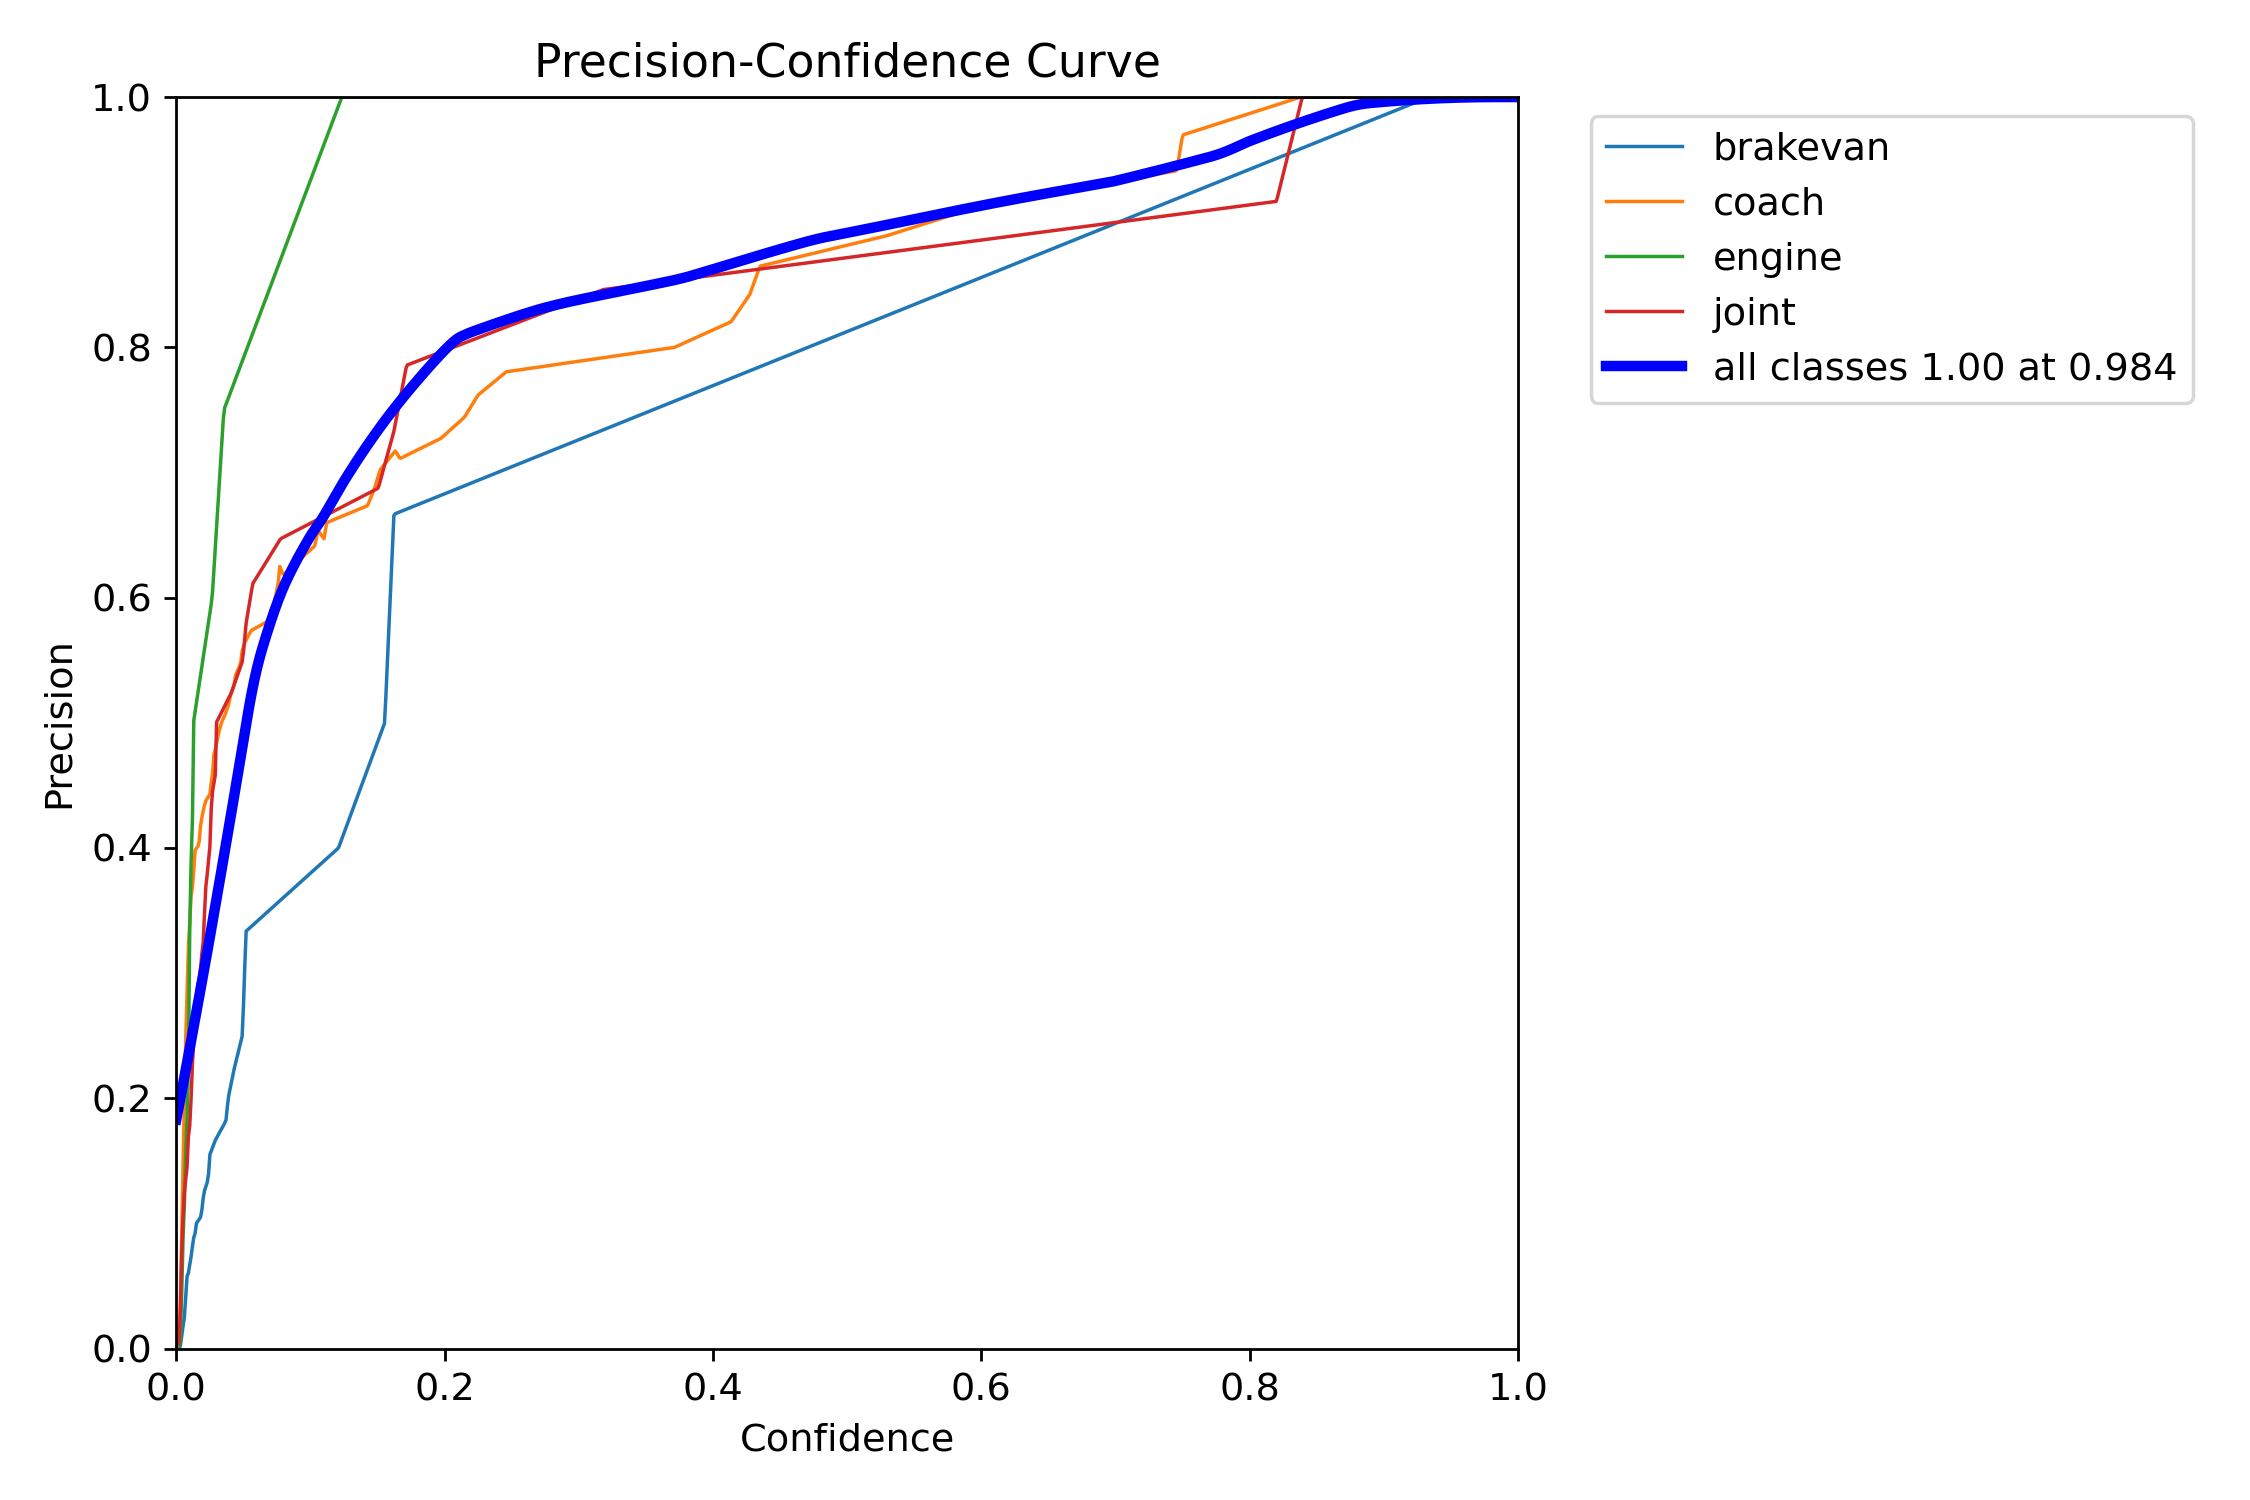 Precision-Confidence Curve
1.0
0.8
0.6
0.4
0.2
0.0
Precision
0.0 0.2 0.4 0.6 0.8 1.0
Confidence
brakevan
coach
engine
joint
all classes 1.00 at 0.984